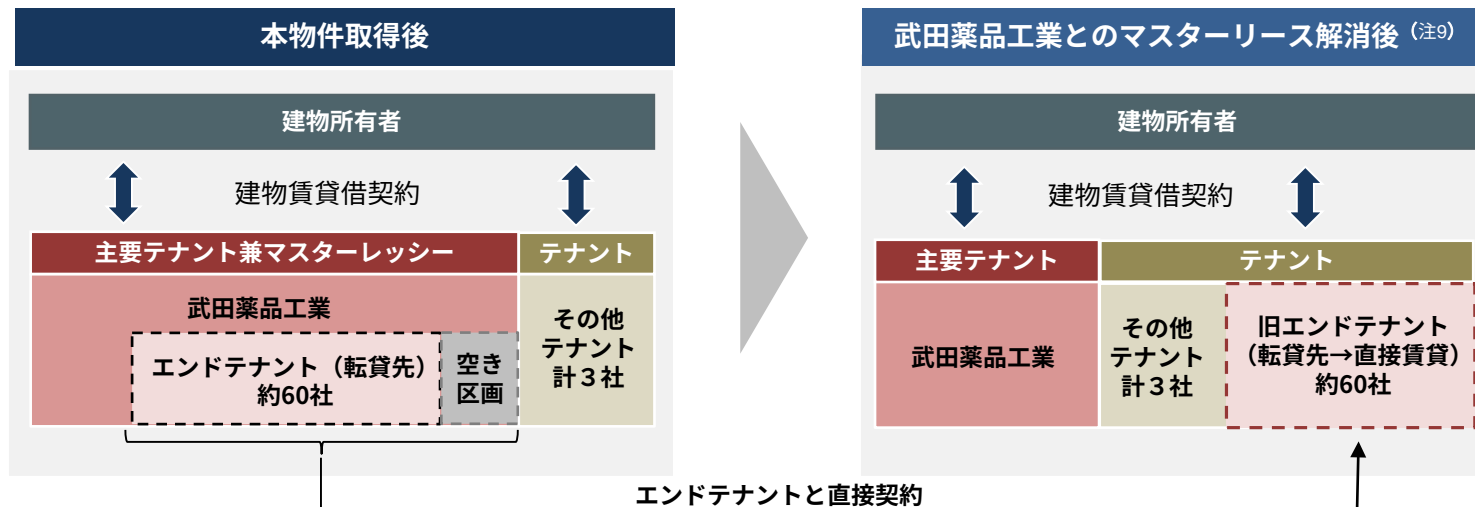 本物件取得後
建物所有者
建物賃貸借契約
主要テナント兼マスターレッシー
テナント
武田薬品工業
エンドテナント（転貸先）
約60社
空き
区画
その他
テナント
計３社
武田薬品工業とのマスターリース解消後（注9）
建物所有者
建物賃貸借契約
主要テナント
テナント
武田薬品工業
その他
テナント
計３社
旧エンドテナント
（転貸先→直接賃貸）
約60社
エンドテナントと直接契約